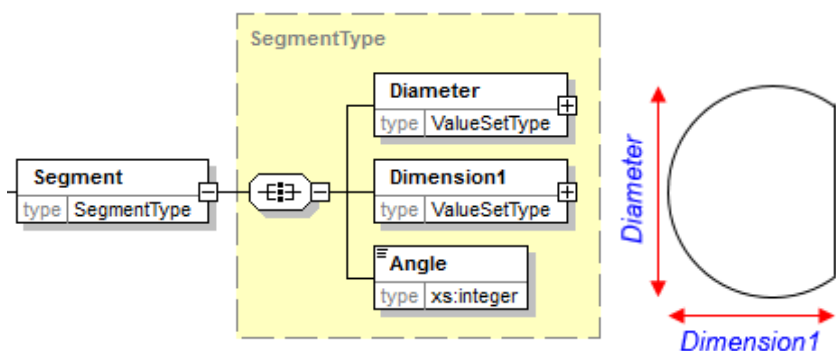 SegmentType
Diameter
type ValueSetType
Segment
type SegmentType
Dimension1
type ValueSetType
Angle
type xs:integer
Diameter
Dimension1